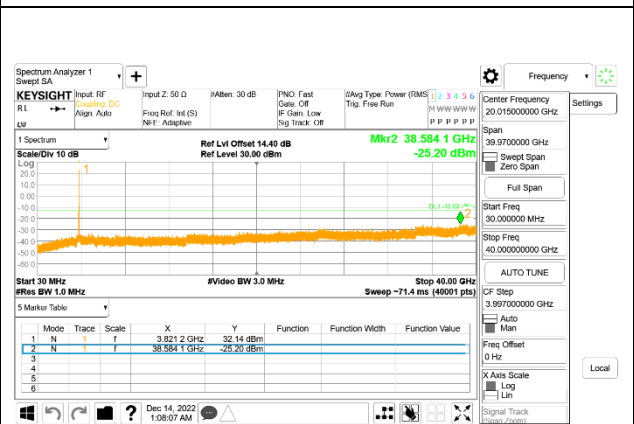 Spectrum Analyzer 1
Swept SA
+
Frequency
KEYSIGHT
Input: RF
Coupling: DC
Align: Auto
Input Z: 50 Ω
Freq Ref: Int (S)
NFE: Adaptive
#Atten: 30 dB
PNO: Fast
Gate: Off
IF Gain: Low
Sig Track: Off
#Avg Type: Power (RMS
Trig: Free Run
1 2 3 4 5 6
M W W W W W
P P P P P P
RL
1 Spectrum
Scale/Div 10 dB
Ref Lvl Offset 14.40 dB
Ref Level 30.00 dBm
Mkr2 38.584 1 GHz
-25.20 dBm
Log
20.0
10.0
0.00
-10.0
-20.0
-30.0
-40.0
-50.0
-60.0
1
2
Start 30 MHz
#Res BW 1.0 MHz
#Video BW 3.0 MHz
Stop 40.00 GHz
Sweep ~71.4 ms (40001 pts)
5 Marker Table
Mode Trace Scale X Y Function Function Width Function Value
1 N 1 f 3.821 2 GHz 32.14 dBm
2 N 1 f 38.584 1 GHz -25.20 dBm
3
4
5
6
?
Dec 14, 2022
1:08:07 AM
Center Frequency
20.015000000 GHz
Settings
Span
39.9700000 GHz
Swept Span
Zero Span
Full Span
Start Freq
30.000000 MHz
Stop Freq
40.000000000 GHz
AUTO TUNE
CF Step
3.997000000 GHz
Auto
Man
Freq Offset
0 Hz
X Axis Scale
Log
Lin
Signal Track
(Span Zoom)
Local